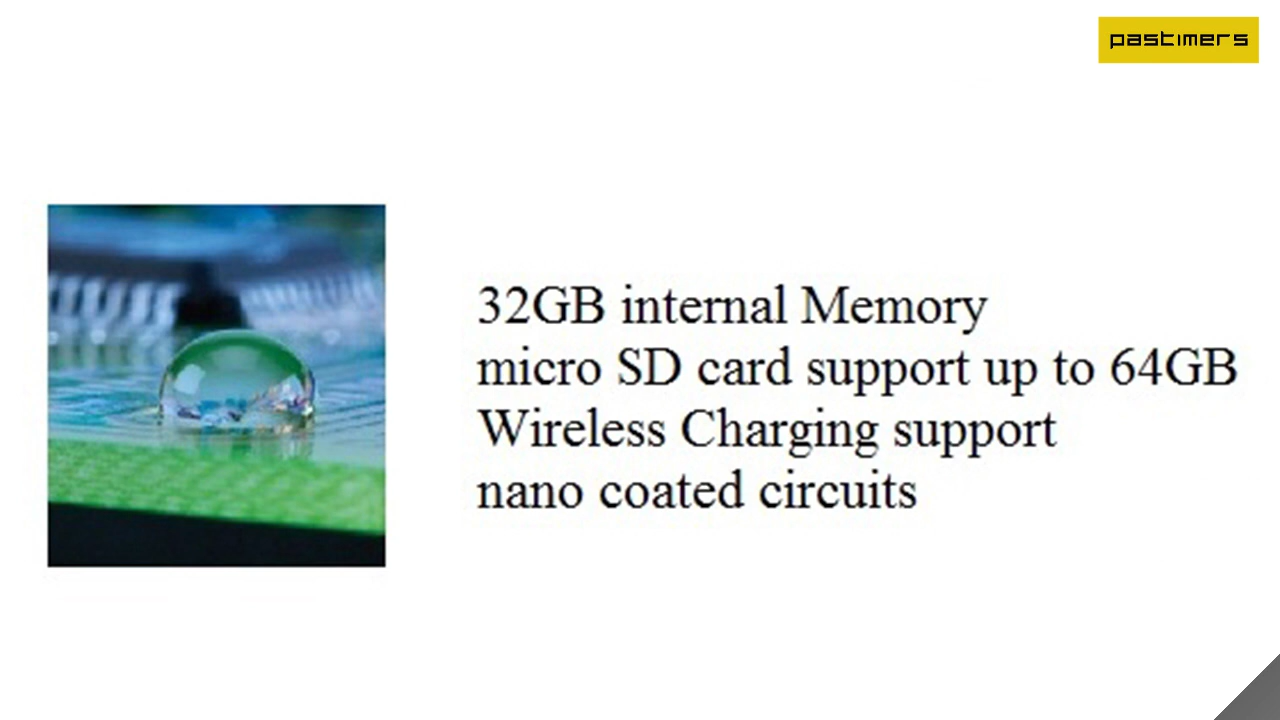 pastimers
32GB internal Memory
micro SD card support up to 64GB
Wireless Charging support
nano coated circuits